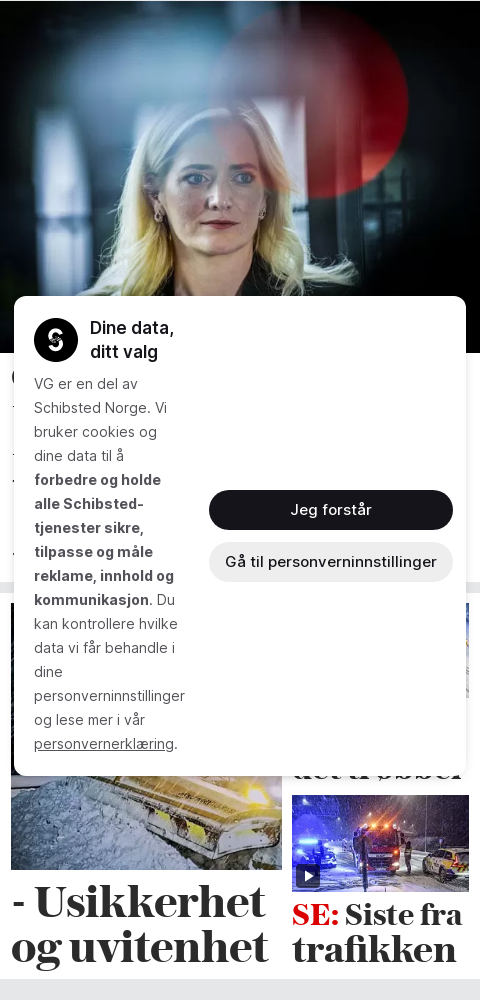 Dine data,
ditt valg
VG er en del av
Schibsted Norge. Vi
bruker cookies og
dine data til å
forbedre og holde
alle Schibsted-
tjenester sikre,
tilpasse og måle
reklame, innhold og
kommunikasjon. Du
kan kontrollere hvilke
data vi får behandle i
dine
personverninnstillinger
og lese mer i vår
personvernerklæring.
Jeg forstår
Gå til personverninnstillinger
- Usikkerhet
og uvitenhet
SE: Siste fra
trafikken